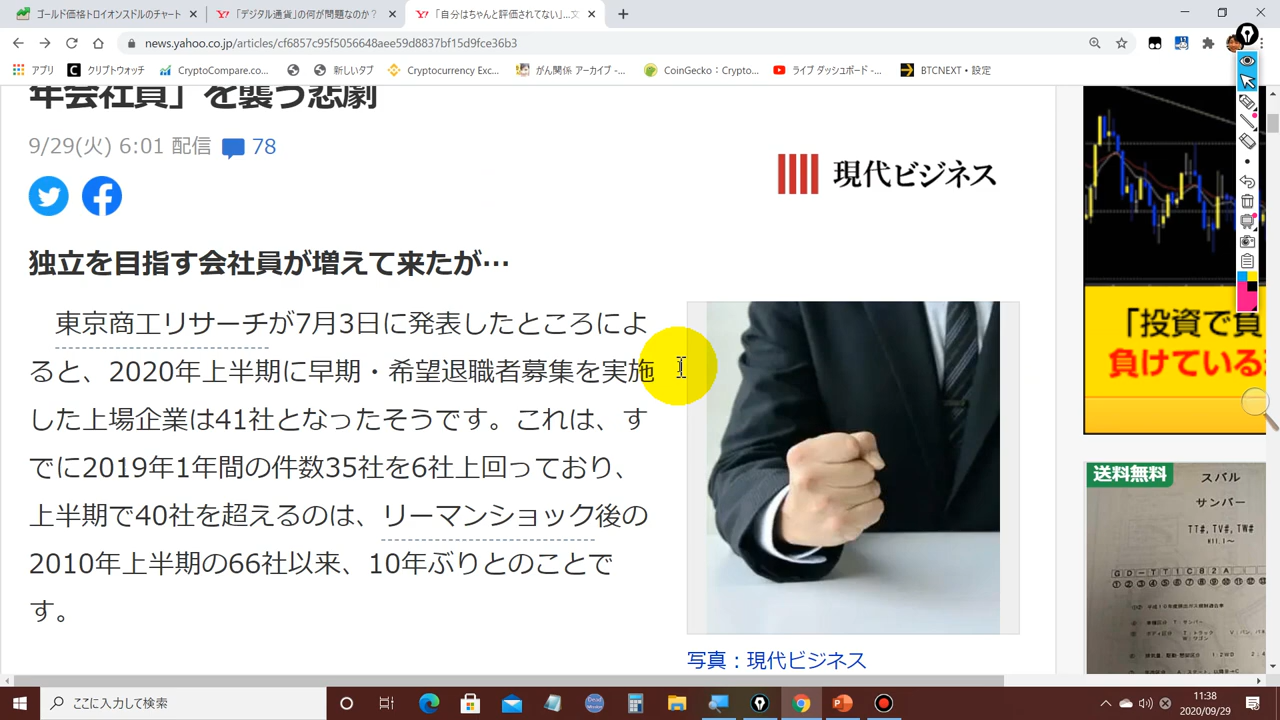 ゴールド価格トロイオンスドルのチャート
「デジタル通貨」の何が問題なのか？
「自分はちゃんと評価されてない」…文
news.yahoo.co.jp/articles/cf6857c95f5056648aee59d8837bf15d9fce36b3
アプリ
クリプトウォッチ
CryptoCompare.co...
新しいタブ
Cryptocurrency Exc...
がん関係 アーカイブ -...
CoinGecko：Crypto...
ライブ ダッシュボード -...
BTCNEXT・設定
年会社員」を襲う悲劇
9/29(火) 6:01 配信
78
現代ビジネス
独立を目指す会社員が増えて来たが…
東京商工リサーチが7月3日に発表したところによ
ると、2020年上半期に早期・希望退職者募集を実施
した上場企業は41社となったそうです。これは、す
でに2019年1年間の件数35社を6社上回っており、
上半期で40社を超えるのは、リーマンショック後の
2010年上半期の66社以来、10年ぶりとのことで
す。
写真：現代ビジネス
「投資で負
負けている
送料無料
スバル
サンバー
TT#, TV#, TW#
ここに入力して検索
11:38
2020/09/29